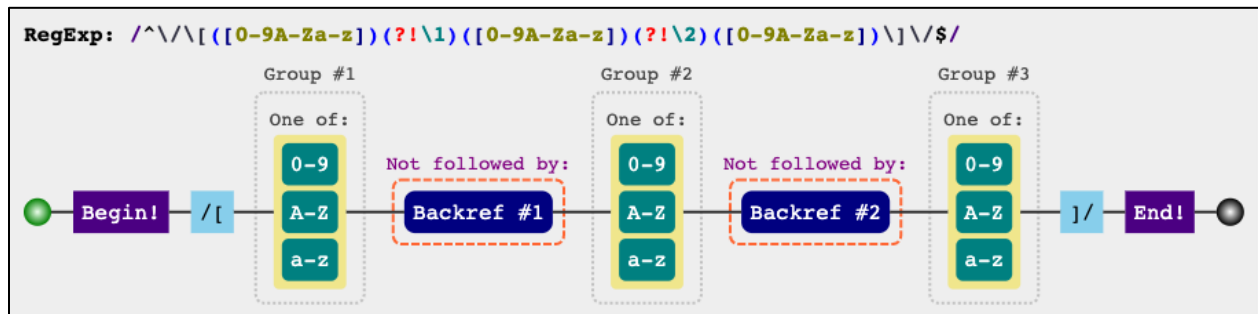 RegExp: /^\/\[([0-9A-Za-z])(?!\1)([0-9A-Za-z])(?!\2)([0-9A-Za-z])\]\/$/
Group #1 Group #2 Group #3
One of: One of: One of:
0-9 Not followed by: 0-9 Not followed by: 0-9
Begin! /[ A-Z Backref #1 A-Z Backref #2 A-Z ]/ End!
a-z a-z a-z